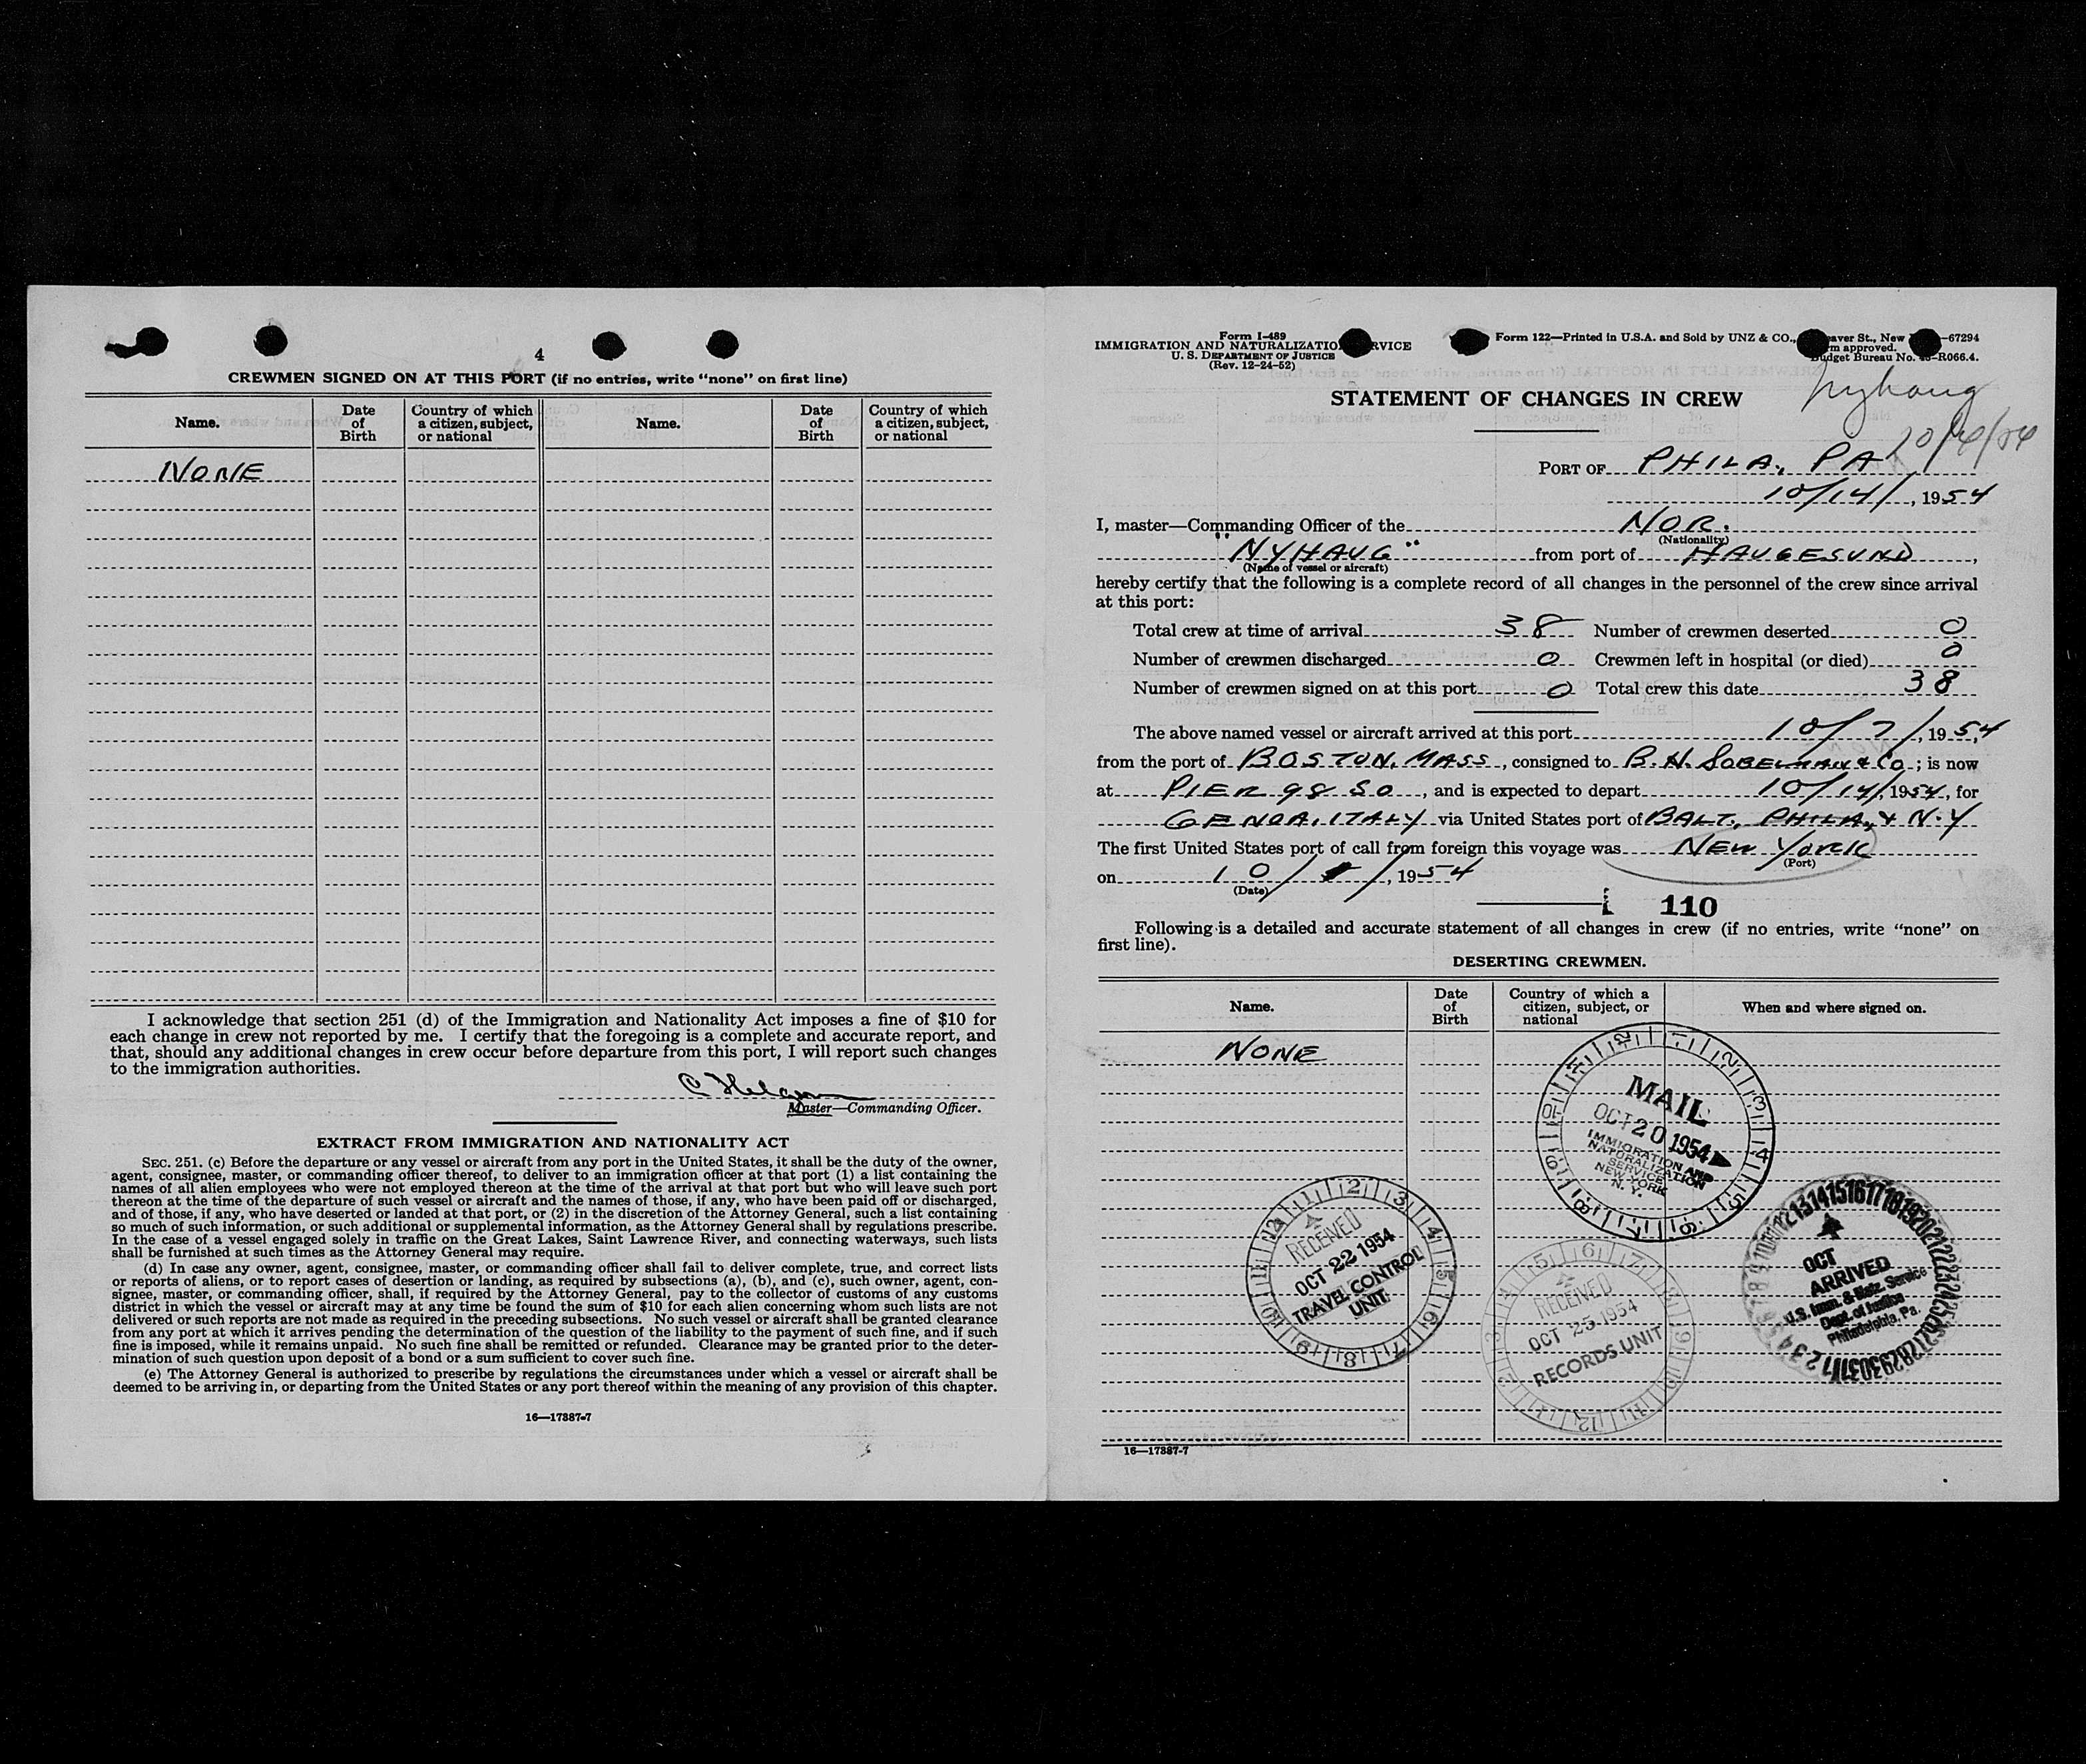 4
CREWMEN SIGNED ON AT THIS PORT (if no entries, write "none" on first line)
Name. Date of Birth Country of which a citizen, subject, or national Name. Date of Birth Country of which a citizen, subject, or national
NONE
I acknowledge that section 251 (d) of the Immigration and Nationality Act imposes a fine of $10 for
each change in crew not reported by me. I certify that the foregoing is a complete and accurate report, and
that, should any additional changes in crew occur before departure from this port, I will report such changes
to the immigration authorities.
Master—Commanding Officer.
EXTRACT FROM IMMIGRATION AND NATIONALITY ACT
SEC. 251. (c) Before the departure or any vessel or aircraft from any port in the United States, it shall be the duty of the owner,
agent, consignee, master, or commanding officer thereof, to deliver to an immigration officer at that port (1) a list containing the
names of all alien employees who were not employed thereon at the time of the arrival at that port but who will leave such port
thereon at the time of the departure of such vessel or aircraft and the names of those, if any, who have been paid off or discharged,
and of those, if any, who have deserted or landed at that port, or (2) in the discretion of the Attorney General, such a list containing
so much of such information, or such additional or supplemental information, as the Attorney General shall by regulations prescribe.
In the case of a vessel engaged solely in traffic on the Great Lakes, Saint Lawrence River, and connecting waterways, such lists
shall be furnished at such times as the Attorney General may require.
(d) In case any owner, agent, consignee, master, or commanding officer shall fail to deliver complete, true, and correct lists
or reports of aliens, or to report cases of desertion or landing, as required by subsections (a), (b), and (c), such owner, agent, con-
signee, master, or commanding officer, shall, if required by the Attorney General, pay to the collector of customs of any customs
district in which the vessel or aircraft may at any time be found the sum of $10 for each alien concerning whom such lists are not
delivered or such reports are not made as required in the preceding subsections. No such vessel or aircraft shall be granted clearance
from any port at which it arrives pending the determination of the question of the liability to the payment of such fine, and if such
fine is imposed, while it remains unpaid. No such fine shall be remitted or refunded. Clearance may be granted prior to the deter-
mination of such question upon deposit of a bond or a sum sufficient to cover such fine.
(e) The Attorney General is authorized to prescribe by regulations the circumstances under which a vessel or aircraft shall be
deemed to be arriving in, or departing from the United States or any port thereof within the meaning of any provision of this chapter.
16—17887-7
Form I-489
IMMIGRATION AND NATURALIZATIO RVICE
U. S. DEPARTMENT OF JUSTICE
(Rev. 12-24-52)
Form 122—Printed in U.S.A. and Sold by UNZ & CO., aver St., New —67294
m approved.
udget Bureau No. -R066.4.
Nyhaug
STATEMENT OF CHANGES IN CREW
PORT OF PHILA., PA
10/14/, 1954
I, master—Commanding Officer of the NOR.
(Nationality)
"NYHAUG" from port of HAUGESUND,
(Name of vessel or aircraft)
hereby certify that the following is a complete record of all changes in the personnel of the crew since arrival
at this port:
Total crew at time of arrival 38 Number of crewmen deserted 0
Number of crewmen discharged 0 Crewmen left in hospital (or died) 0
Number of crewmen signed on at this port 0 Total crew this date 38
The above named vessel or aircraft arrived at this port 10/7/, 1954
from the port of BOSTON, MASS, consigned to B. H. SOBELMAN & Co; is now
at PIER 98 SO, and is expected to depart 10/14/, 1954, for
GENOA, ITALY via United States port of BALT., PHILA, & N.Y
The first United States port of call from foreign this voyage was NEW YORK
(Port)
on 10/ /, 1954
(Date)
110
Following is a detailed and accurate statement of all changes in crew (if no entries, write "none" on
first line).
DESERTING CREWMEN.
Name. Date of Birth Country of which a citizen, subject, or national When and where signed on.
NONE
MAIL
OCT 20 1954
IMMIGRATION AND
NATURALIZATION
SERVICE
NEW YORK
N. Y.
RECEIVED
OCT 22 1954
TRAVEL CONTROL
UNIT
RECEIVED
OCT 25 1954
RECORDS UNIT
OCT
ARRIVED
U.S. Imm. & Natz. Service
Dept. of Justice
Philadelphia, Pa.
16—17887-7